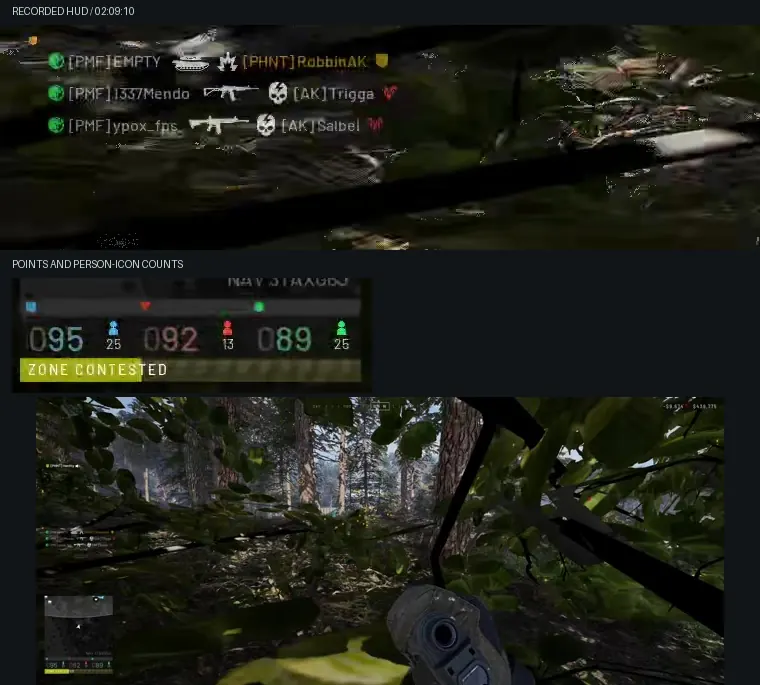 RECORDED HUD / 02:09:10
[PMF]EMPTY [PHNT]RobbinAK
[PMF]1337Mendo [AK]Trigga
[PMF]ypox_fps [AK]Salbei
POINTS AND PERSON-ICON COUNTS
095 25 092 13 089 25
ZONE CONTESTED